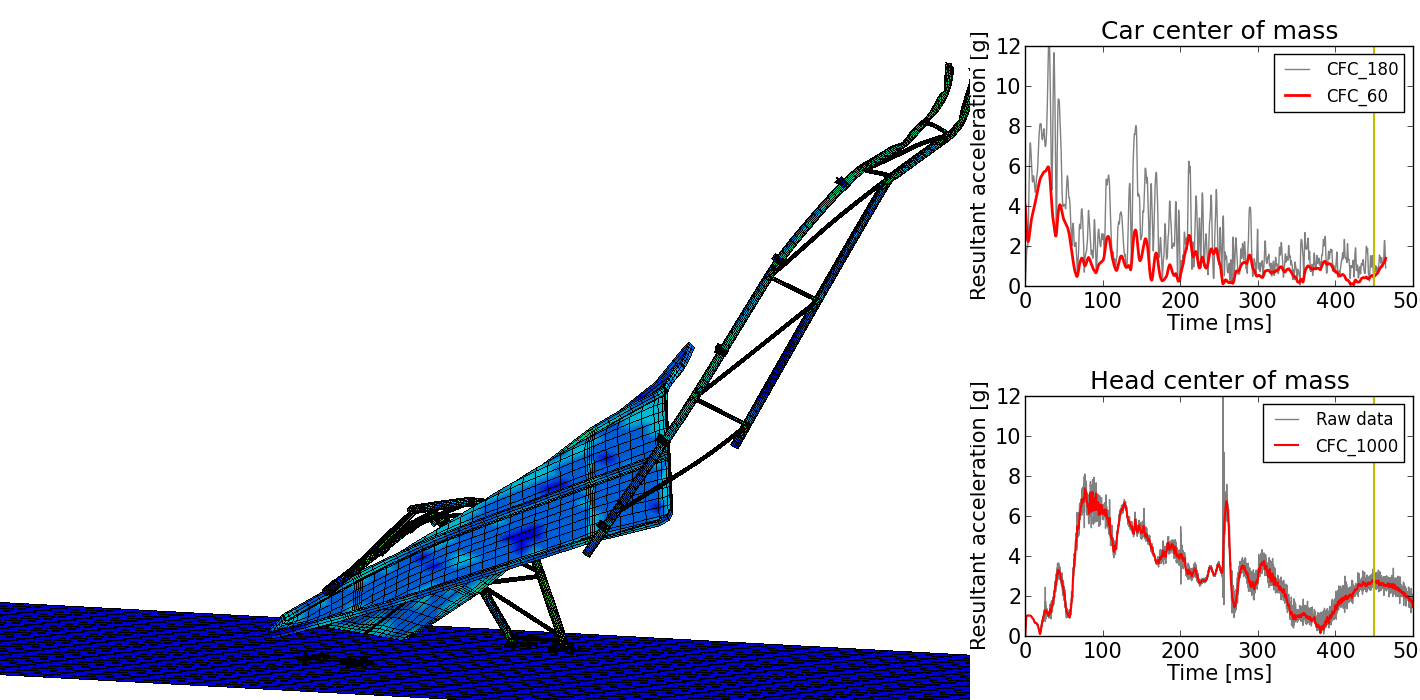 Car center of mass
Resultant acceleration [g]
12
10
8
6
4
2
0
CFC_180
CFC_60
0 100 200 300 400 50
Time [ms]
Head center of mass
Resultant acceleration [g]
12
10
8
6
4
2
0
Raw data
CFC_1000
0 100 200 300 400 50
Time [ms]